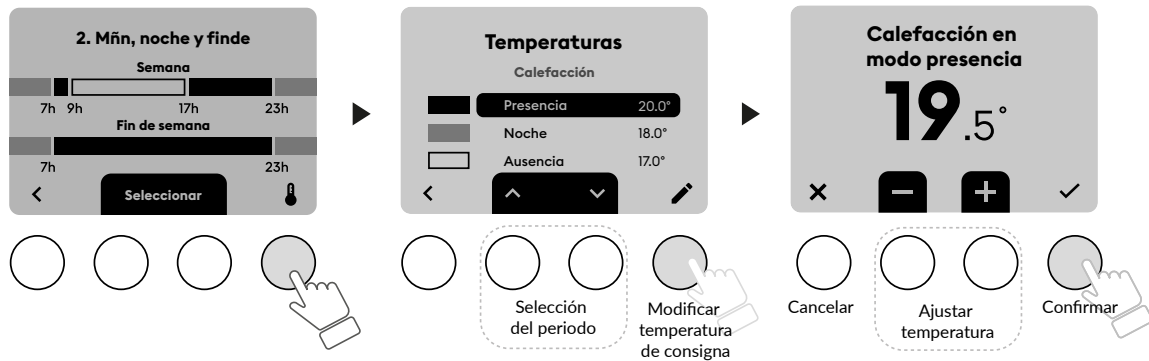 2. Mñn, noche y finde
Semana
7h 9h 17h 23h
Fin de semana
7h 23h
Seleccionar
Temperaturas
Calefacción
Presencia 20.0°
Noche 18.0°
Ausencia 17.0°
Selección
del periodo
Modificar
temperatura
de consigna
Calefacción en
modo presencia
19.5°
Cancelar
Ajustar
temperatura
Confirmar